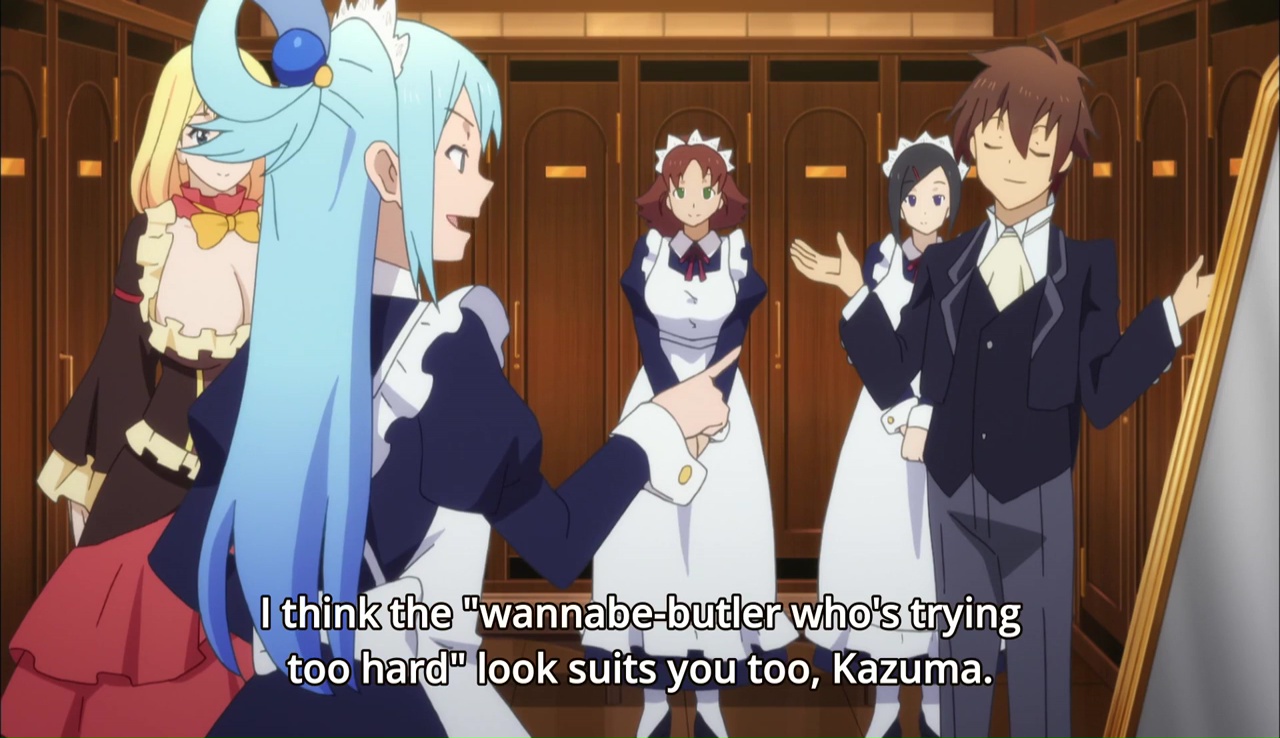 I think the "wannabe-butler who's trying
too hard" look suits you too, Kazuma.